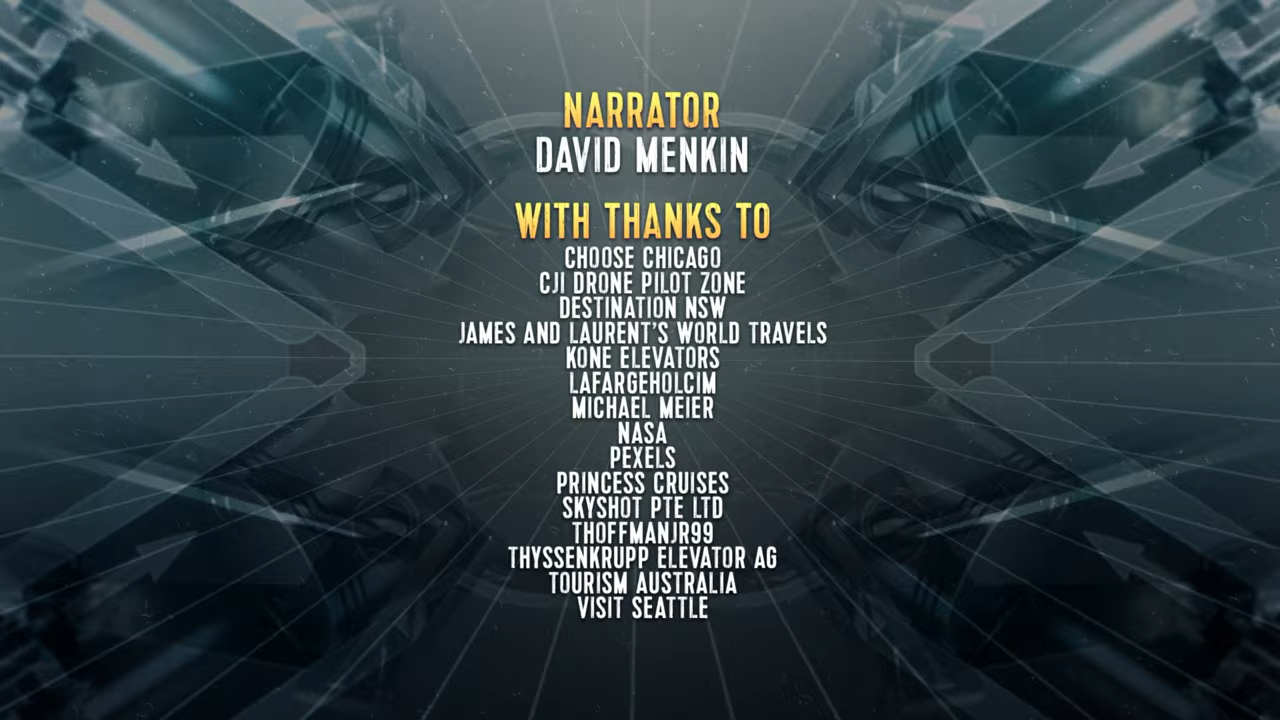 NARRATOR
DAVID MENKIN
WITH THANKS TO
CHOOSE CHICAGO
CJI DRONE PILOT ZONE
DESTINATION NSW
JAMES AND LAURENT'S WORLD TRAVELS
KONE ELEVATORS
LAFARGEHOLCIM
MICHAEL MEIER
NASA
PEXELS
PRINCESS CRUISES
SKYSHOT PTE LTD
THOFFMANJR99
THYSSENKRUPP ELEVATOR AG
TOURISM AUSTRALIA
VISIT SEATTLE